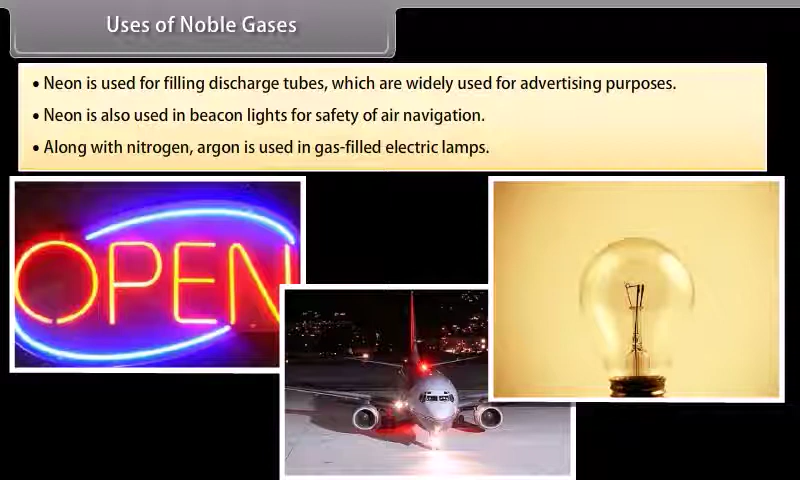 Uses of Noble Gases
• Neon is used for filling discharge tubes, which are widely used for advertising purposes.
• Neon is also used in beacon lights for safety of air navigation.
• Along with nitrogen, argon is used in gas-filled electric lamps.
OPEN